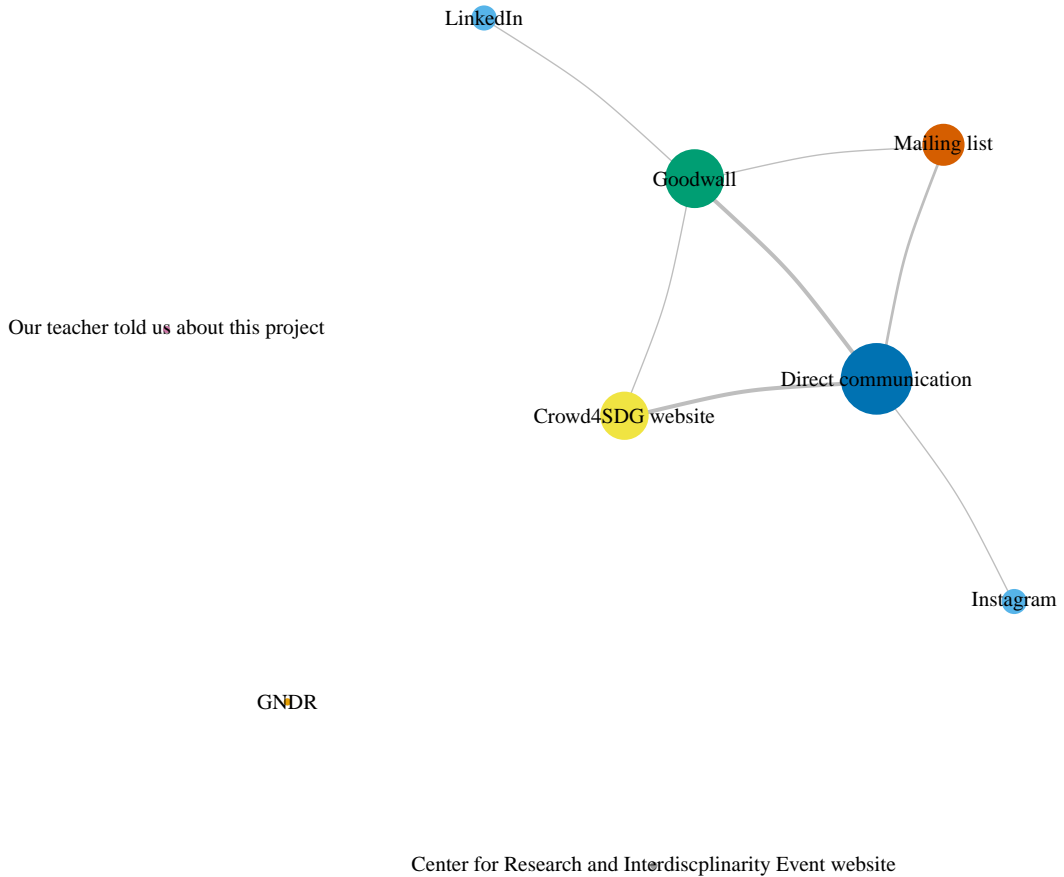 LinkedIn
Mailing list
Goodwall
Our teacher told us about this project
Direct communication
Crowd4SDG website
Instagram
GNDR
Center for Research and Interdiscplinarity Event website